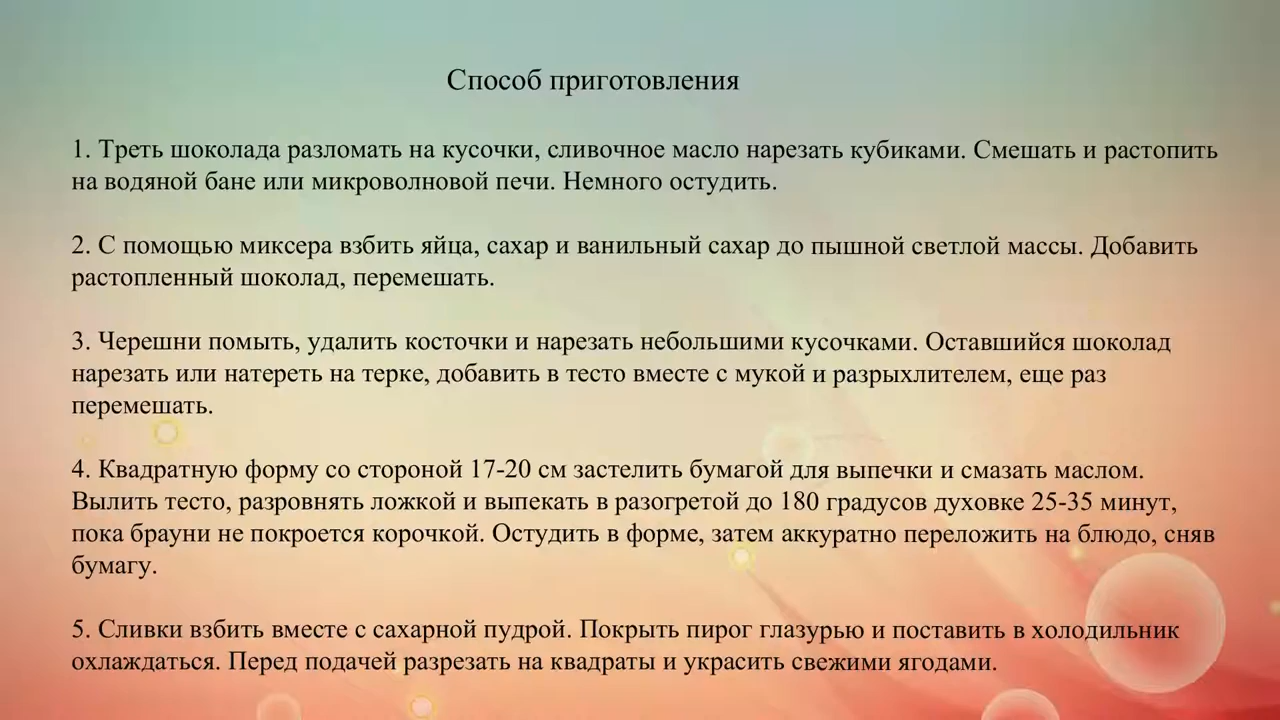 Способ приготовления
1. Треть шоколада разломать на кусочки, сливочное масло нарезать кубиками. Смешать и растопить
на водяной бане или микроволновой печи. Немного остудить.
2. С помощью миксера взбить яйца, сахар и ванильный сахар до пышной светлой массы. Добавить
растопленный шоколад, перемешать.
3. Черешни помыть, удалить косточки и нарезать небольшими кусочками. Оставшийся шоколад
нарезать или натереть на терке, добавить в тесто вместе с мукой и разрыхлителем, еще раз
перемешать.
4. Квадратную форму со стороной 17-20 см застелить бумагой для выпечки и смазать маслом.
Вылить тесто, разровнять ложкой и выпекать в разогретой до 180 градусов духовке 25-35 минут,
пока брауни не покроется корочкой. Остудить в форме, затем аккуратно переложить на блюдо, сняв
бумагу.
5. Сливки взбить вместе с сахарной пудрой. Покрыть пирог глазурью и поставить в холодильник
охлаждаться. Перед подачей разрезать на квадраты и украсить свежими ягодами.